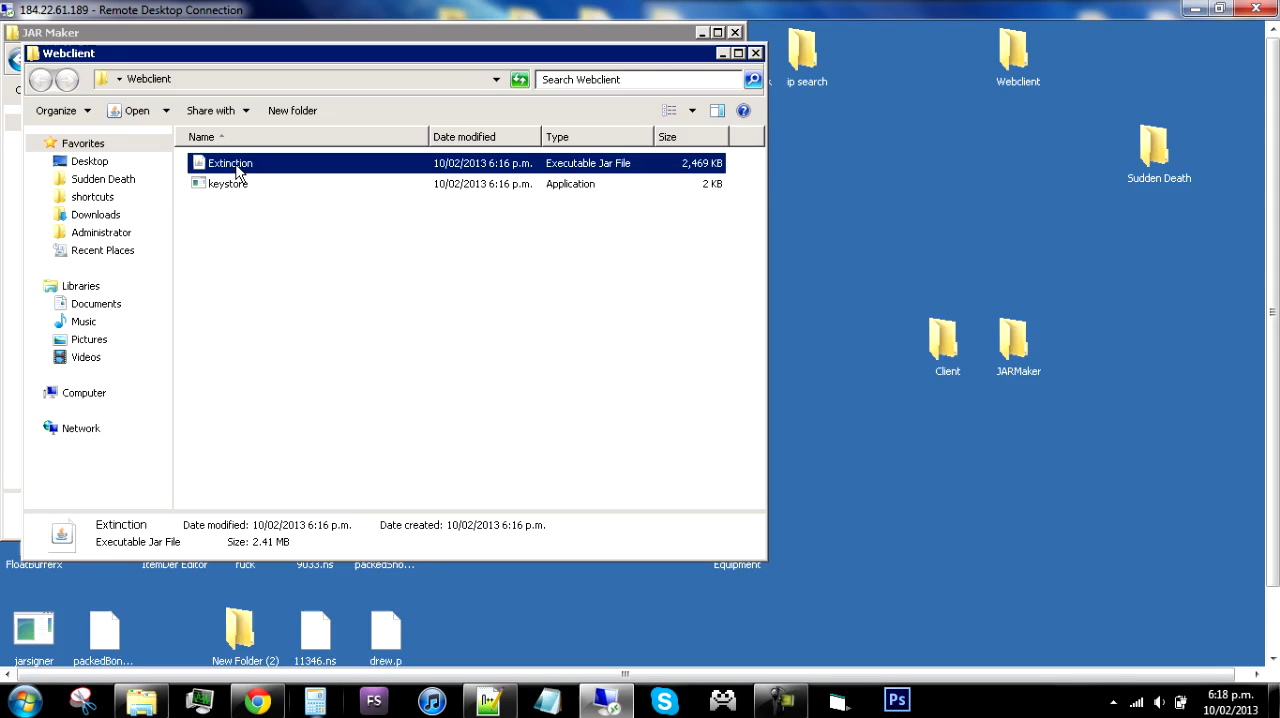 184.22.61.189 - Remote Desktop Connection
JAR Maker
Webclient
Webclient
Search Webclient
Organize
Open
Share with
New folder
Name
Date modified
Type
Size
Favorites
Desktop
Sudden Death
shortcuts
Downloads
Administrator
Recent Places
Libraries
Documents
Music
Pictures
Videos
Computer
Network
Extinction
10/02/2013 6:16 p.m.
Executable Jar File
2,469 KB
keystore
10/02/2013 6:16 p.m.
Application
2 KB
Extinction
Date modified: 10/02/2013 6:16 p.m.
Date created: 10/02/2013 6:16 p.m.
Executable Jar File
Size: 2.41 MB
ip search
Webclient
Sudden Death
Client
JARMaker
ItemDef Editor
9033.ns
packedSno...
Equipment
jarsigner
packedBon...
New Folder (2)
11346.ns
drew.p
FS
Ps
6:18 p.m.
10/02/2013